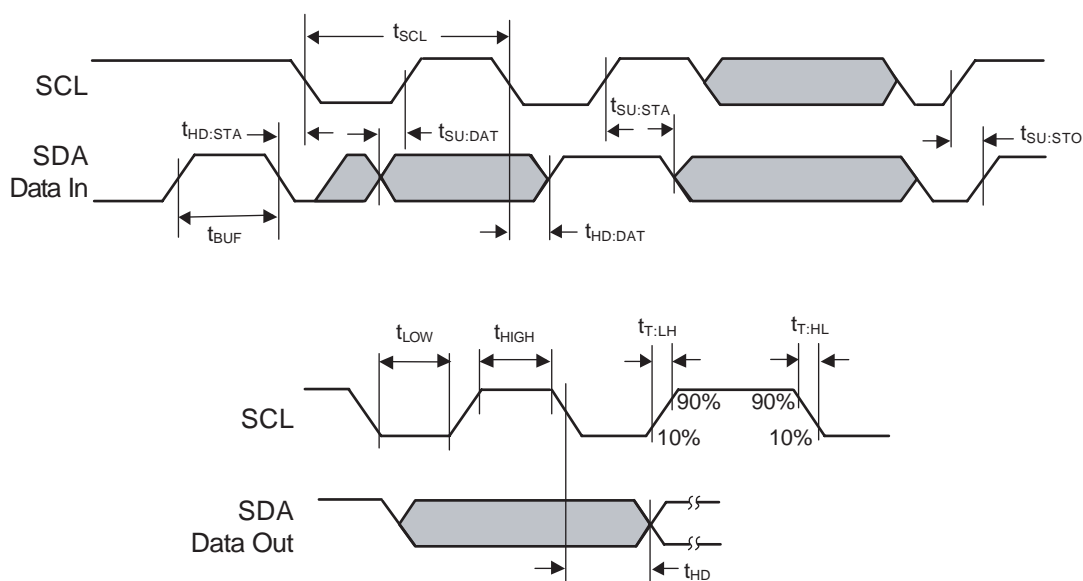 tSCL
SCL
tSU:STA
tHD:STA
tSU:DAT
tSU:STO
SDA
Data In
tBUF
tHD:DAT
tLOW
tHIGH
tT:LH
tT:HL
SCL
90%
90%
10%
10%
SDA
Data Out
tHD